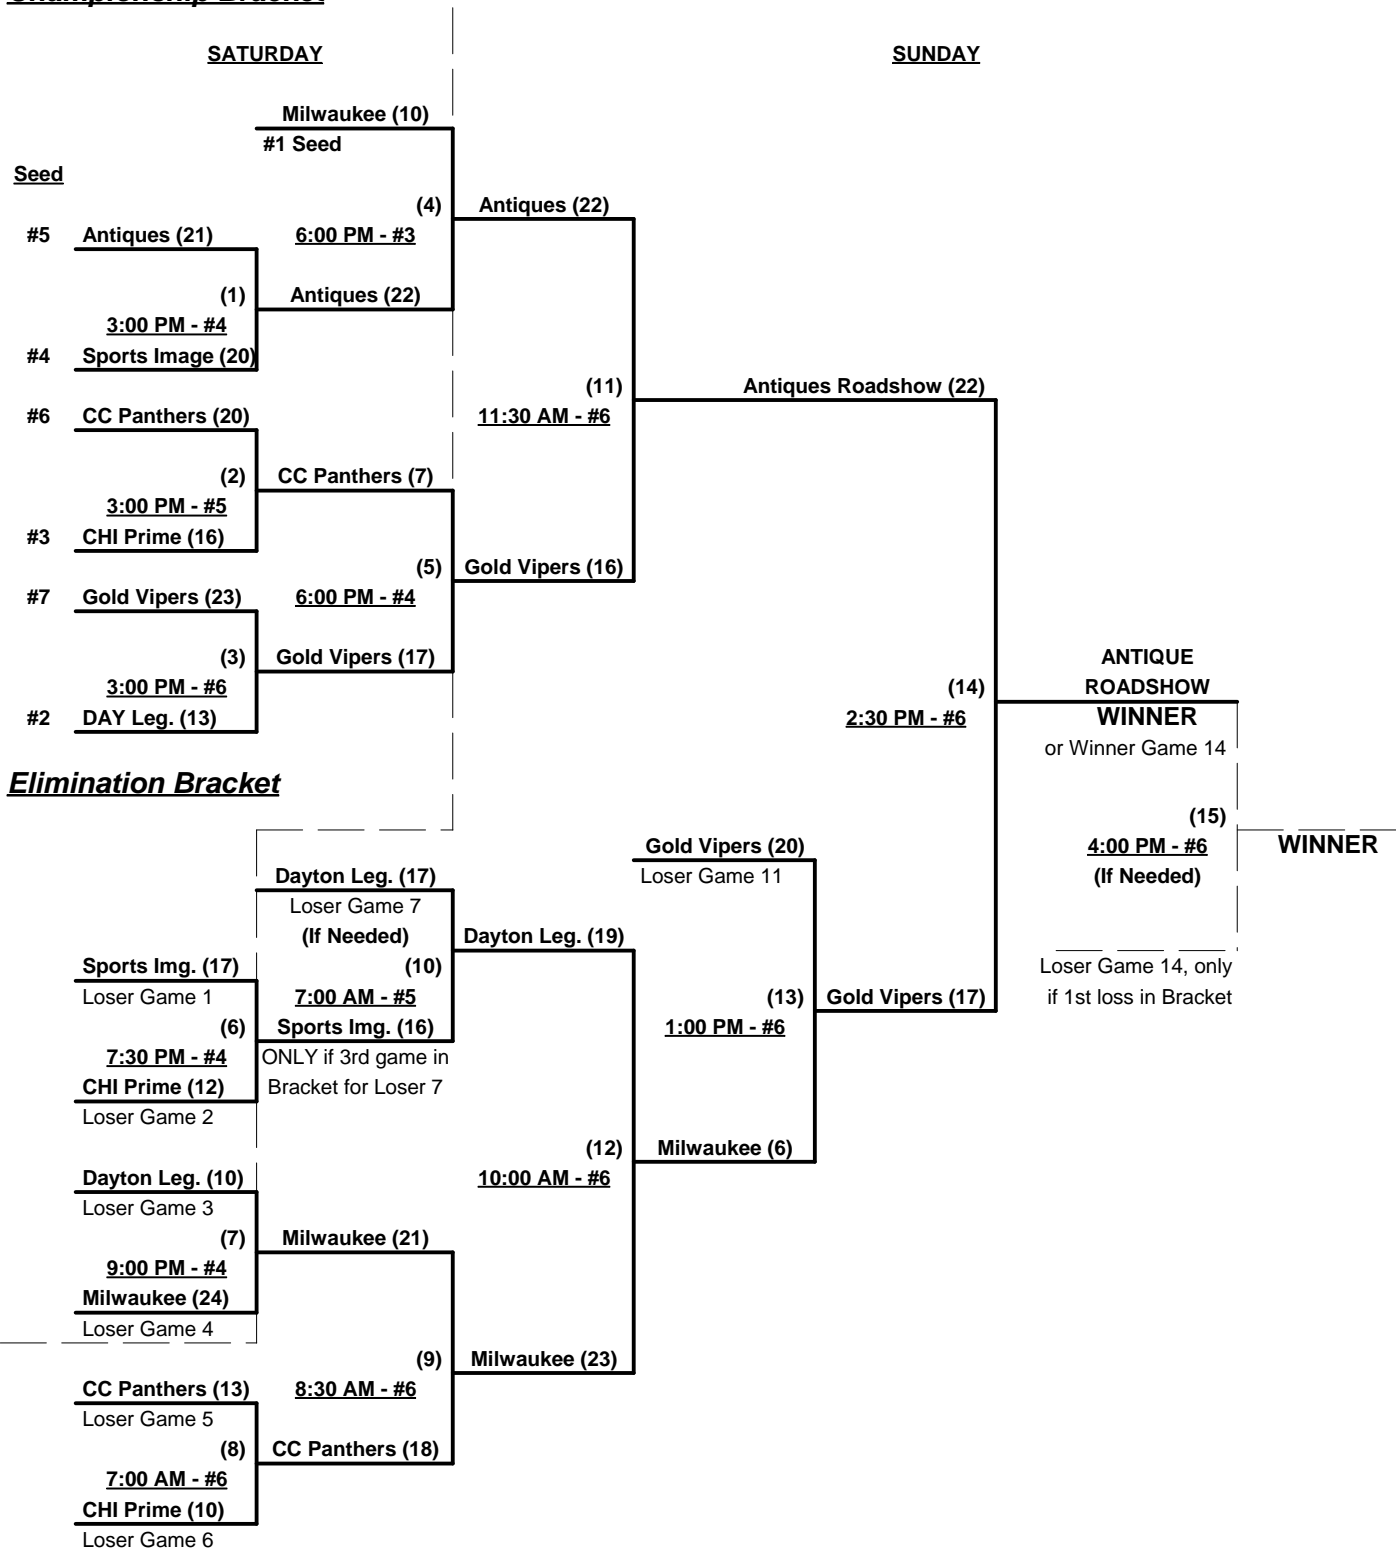 Championship Bracket
SATURDAY
SUNDAY
Milwaukee (10)
#1 Seed
Seed
(4)
Antiques (22)
#5
Antiques (21)
6:00 PM - #3
(1)
Antiques (22)
3:00 PM - #4
#4
Sports Image (20)
(11)
Antiques Roadshow (22)
#6
CC Panthers (20)
11:30 AM - #6
(2)
CC Panthers (7)
3:00 PM - #5
#3
CHI Prime (16)
(5)
Gold Vipers (16)
#7
Gold Vipers (23)
6:00 PM - #4
(3)
Gold Vipers (17)
ANTIQUE
3:00 PM - #6
(14)
ROADSHOW
#2
DAY Leg. (13)
2:30 PM - #6
WINNER
or Winner Game 14
Elimination Bracket
(15)
Gold Vipers (20)
4:00 PM - #6
WINNER
Dayton Leg. (17)
Loser Game 11
(If Needed)
Loser Game 7
(If Needed)
Dayton Leg. (19)
Sports Img. (17)
(10)
Loser Game 14, only
Loser Game 1
7:00 AM - #5
(13)
Gold Vipers (17)
if 1st loss in Bracket
(6)
Sports Img. (16)
1:00 PM - #6
7:30 PM - #4
ONLY if 3rd game in
CHI Prime (12)
Bracket for Loser 7
Loser Game 2
(12)
Milwaukee (6)
Dayton Leg. (10)
10:00 AM - #6
Loser Game 3
(7)
Milwaukee (21)
9:00 PM - #4
Milwaukee (24)
Loser Game 4
(9)
Milwaukee (23)
CC Panthers (13)
8:30 AM - #6
Loser Game 5
(8)
CC Panthers (18)
7:00 AM - #6
CHI Prime (10)
Loser Game 6